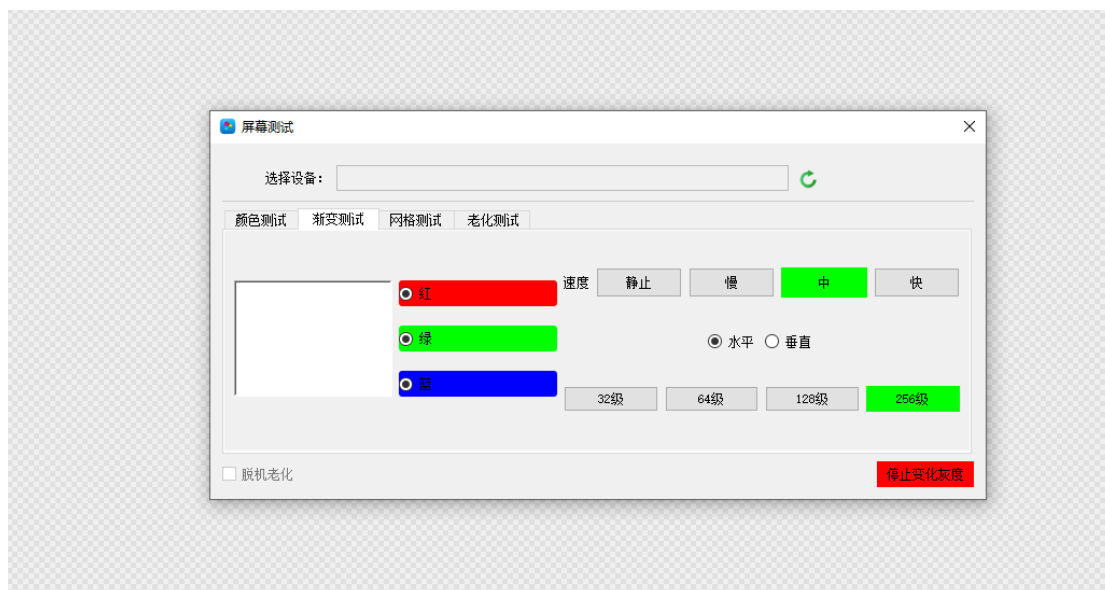 屏幕测试
选择设备:
颜色测试 渐变测试 网格测试 老化测试
速度 静止 慢 中 快
红
绿
水平 垂直
蓝
32级 64级 128级 256级
脱机老化
停止变化灰度